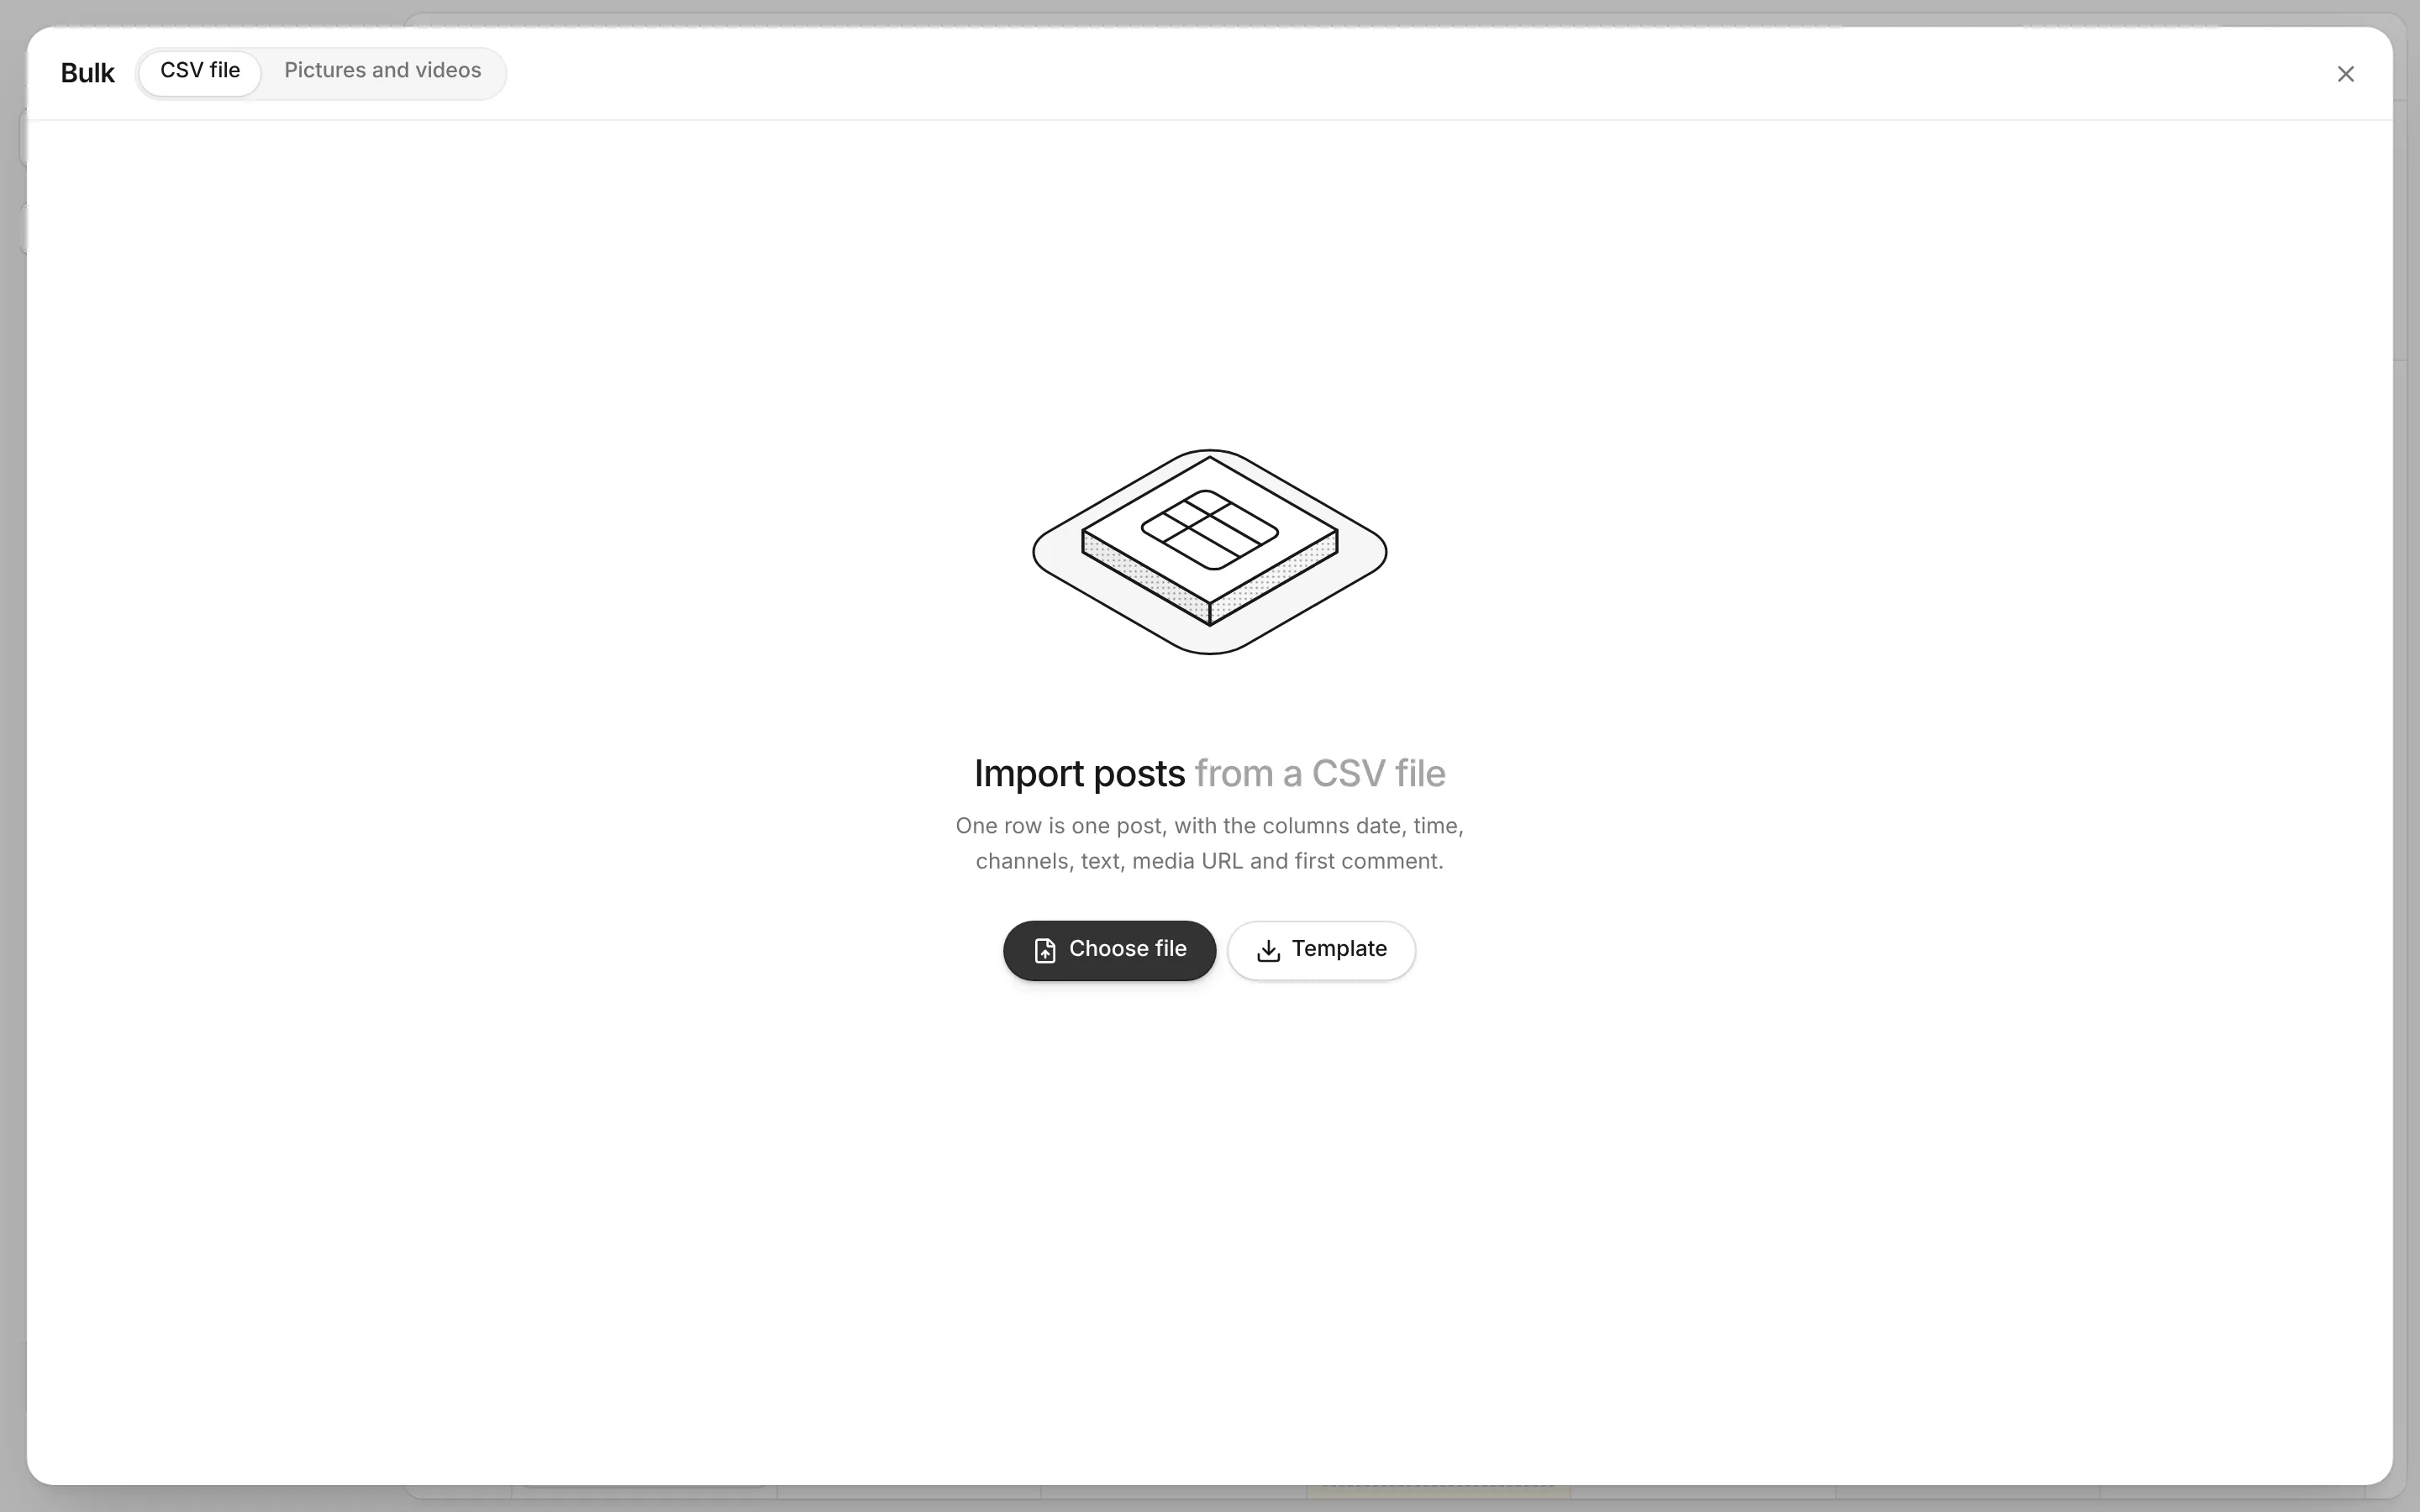 Bulk
CSV file
Pictures and videos
Import posts from a CSV file
One row is one post, with the columns date, time,
channels, text, media URL and first comment.
Choose file
Template